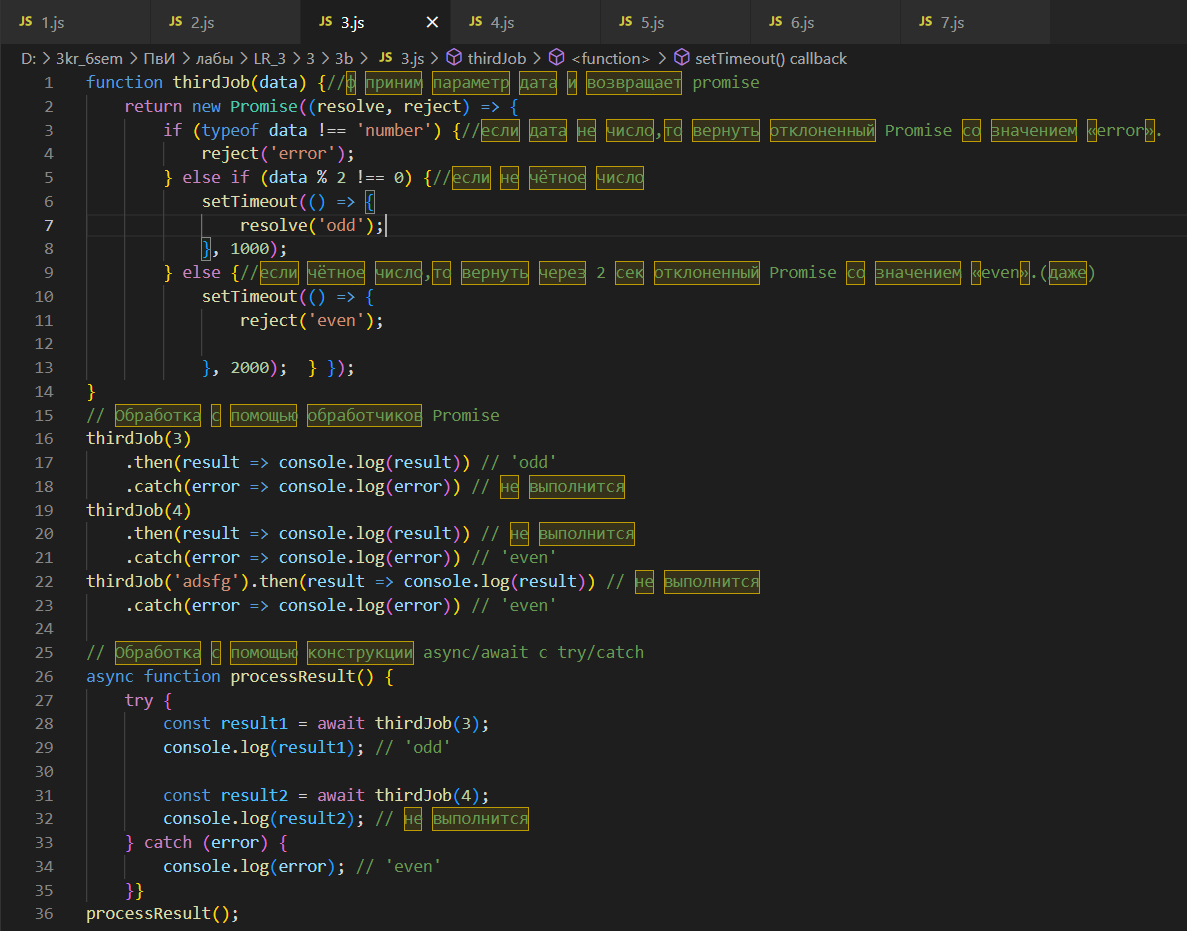 JS 1.js JS 2.js JS 3.js JS 4.js JS 5.js JS 6.js JS 7.js
D: > 3kr_6sem > ПвИ > лабы > LR_3 > 3 > 3b > JS 3.js > thirdJob > <function> > setTimeout() callback
1 function thirdJob(data) {//ф приним параметр дата и возвращает promise
2     return new Promise((resolve, reject) => {
3         if (typeof data !== 'number') {//если дата не число,то вернуть отклоненный Promise со значением «error».
4             reject('error');
5         } else if (data % 2 !== 0) {//если не чётное число
6             setTimeout(() => {
7                 resolve('odd');
8             }, 1000);
9         } else {//если чётное число,то вернуть через 2 сек отклоненный Promise со значением «even».(даже)
10             setTimeout(() => {
11                 reject('even');
12
13             }, 2000);  } });
14 }
15 // Обработка с помощью обработчиков Promise
16 thirdJob(3)
17     .then(result => console.log(result)) // 'odd'
18     .catch(error => console.log(error)) // не выполнится
19 thirdJob(4)
20     .then(result => console.log(result)) // не выполнится
21     .catch(error => console.log(error)) // 'even'
22 thirdJob('adsfg').then(result => console.log(result)) // не выполнится
23     .catch(error => console.log(error)) // 'even'
24
25 // Обработка с помощью конструкции async/await с try/catch
26 async function processResult() {
27     try {
28         const result1 = await thirdJob(3);
29         console.log(result1); // 'odd'
30
31         const result2 = await thirdJob(4);
32         console.log(result2); // не выполнится
33     } catch (error) {
34         console.log(error); // 'even'
35     }}
36 processResult();